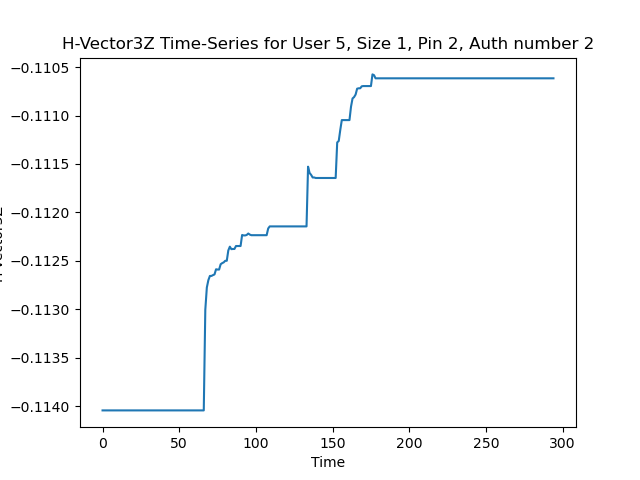 H-Vector3Z Time-Series for User 5, Size 1, Pin 2, Auth number 2
−0.1105
−0.1110
−0.1115
−0.1120
−0.1125
−0.1130
−0.1135
−0.1140
0 50 100 150 200 250 300
Time